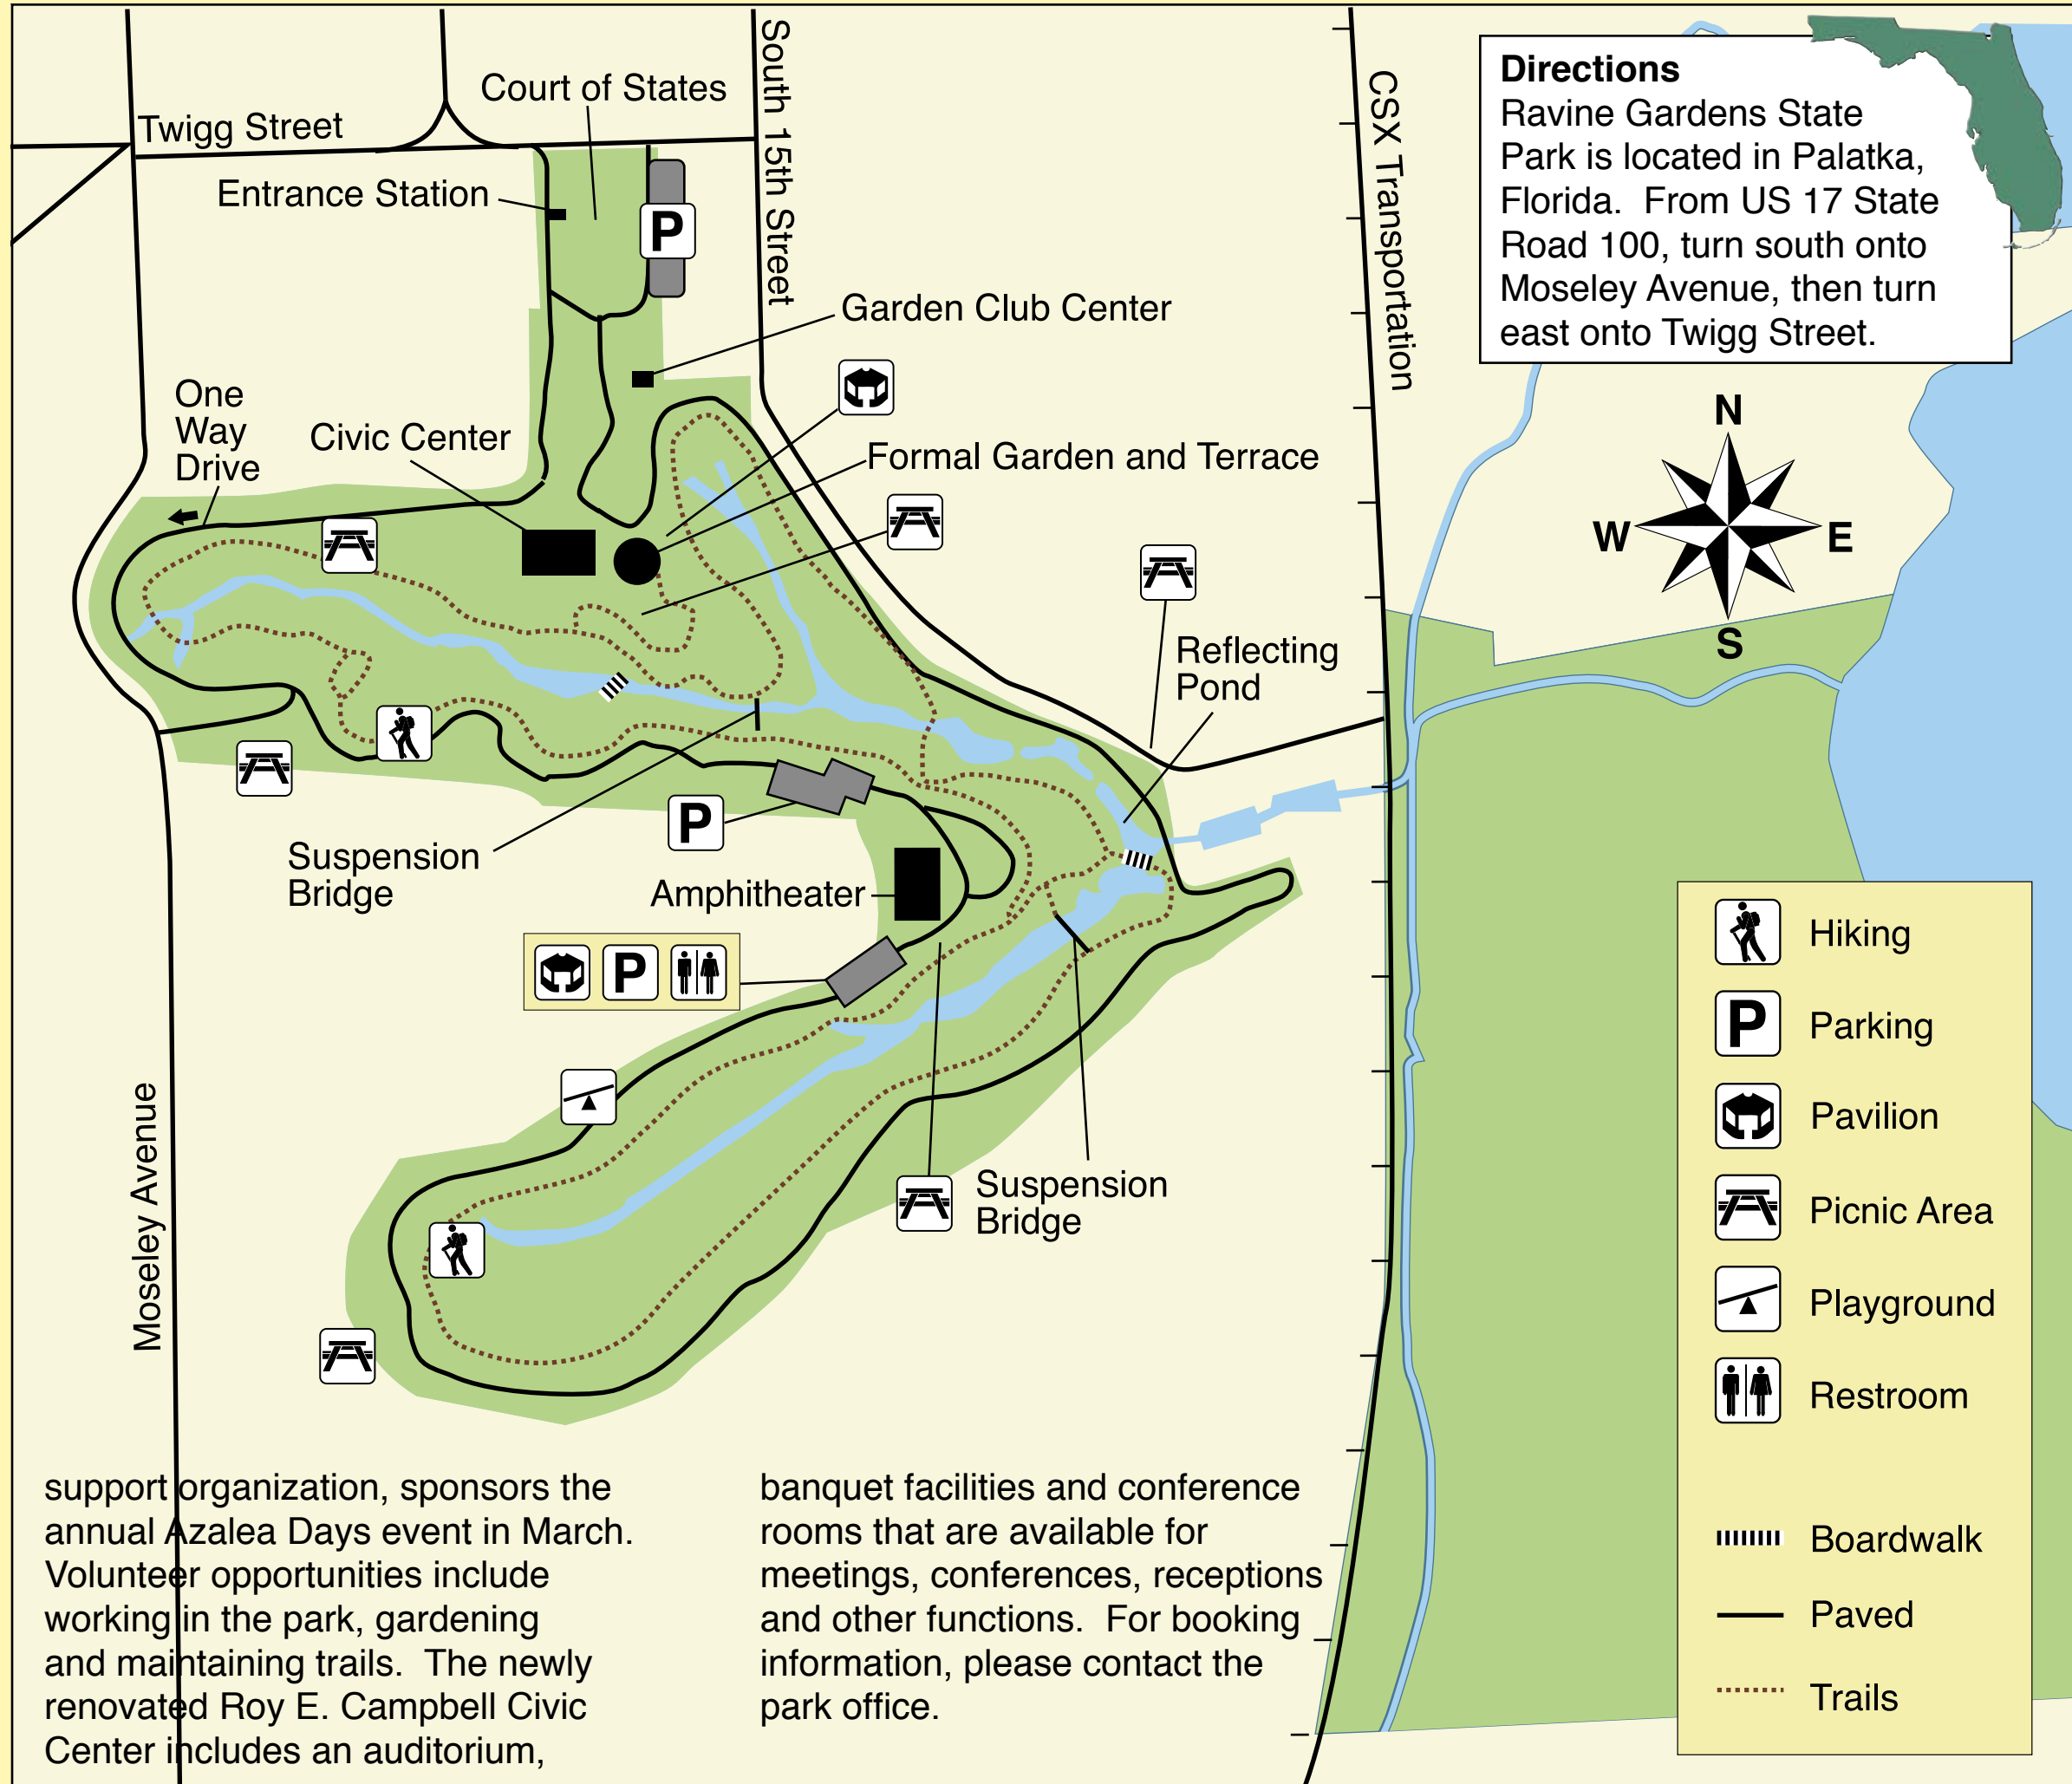 Court of States
South 15th Street
CSX Transportation
Directions
Ravine Gardens State
Park is located in Palatka,
Florida.  From US 17 State
Road 100, turn south onto
Moseley Avenue, then turn
east onto Twigg Street.
Twigg Street
Entrance Station
P
Garden Club Center
One
Way
Drive
Civic Center
Formal Garden and Terrace
N
W
E
S
Reflecting
Pond
P
Suspension
Bridge
Amphitheater
P
Suspension
Bridge
Moseley Avenue
Hiking
P Parking
Pavilion
Picnic Area
Playground
Restroom
Boardwalk
Paved
Trails
support organization, sponsors the
annual Azalea Days event in March.
Volunteer opportunities include
working in the park, gardening
and maintaining trails.  The newly
renovated Roy E. Campbell Civic
Center includes an auditorium,
banquet facilities and conference
rooms that are available for
meetings, conferences, receptions
and other functions.  For booking
information, please contact the
park office.